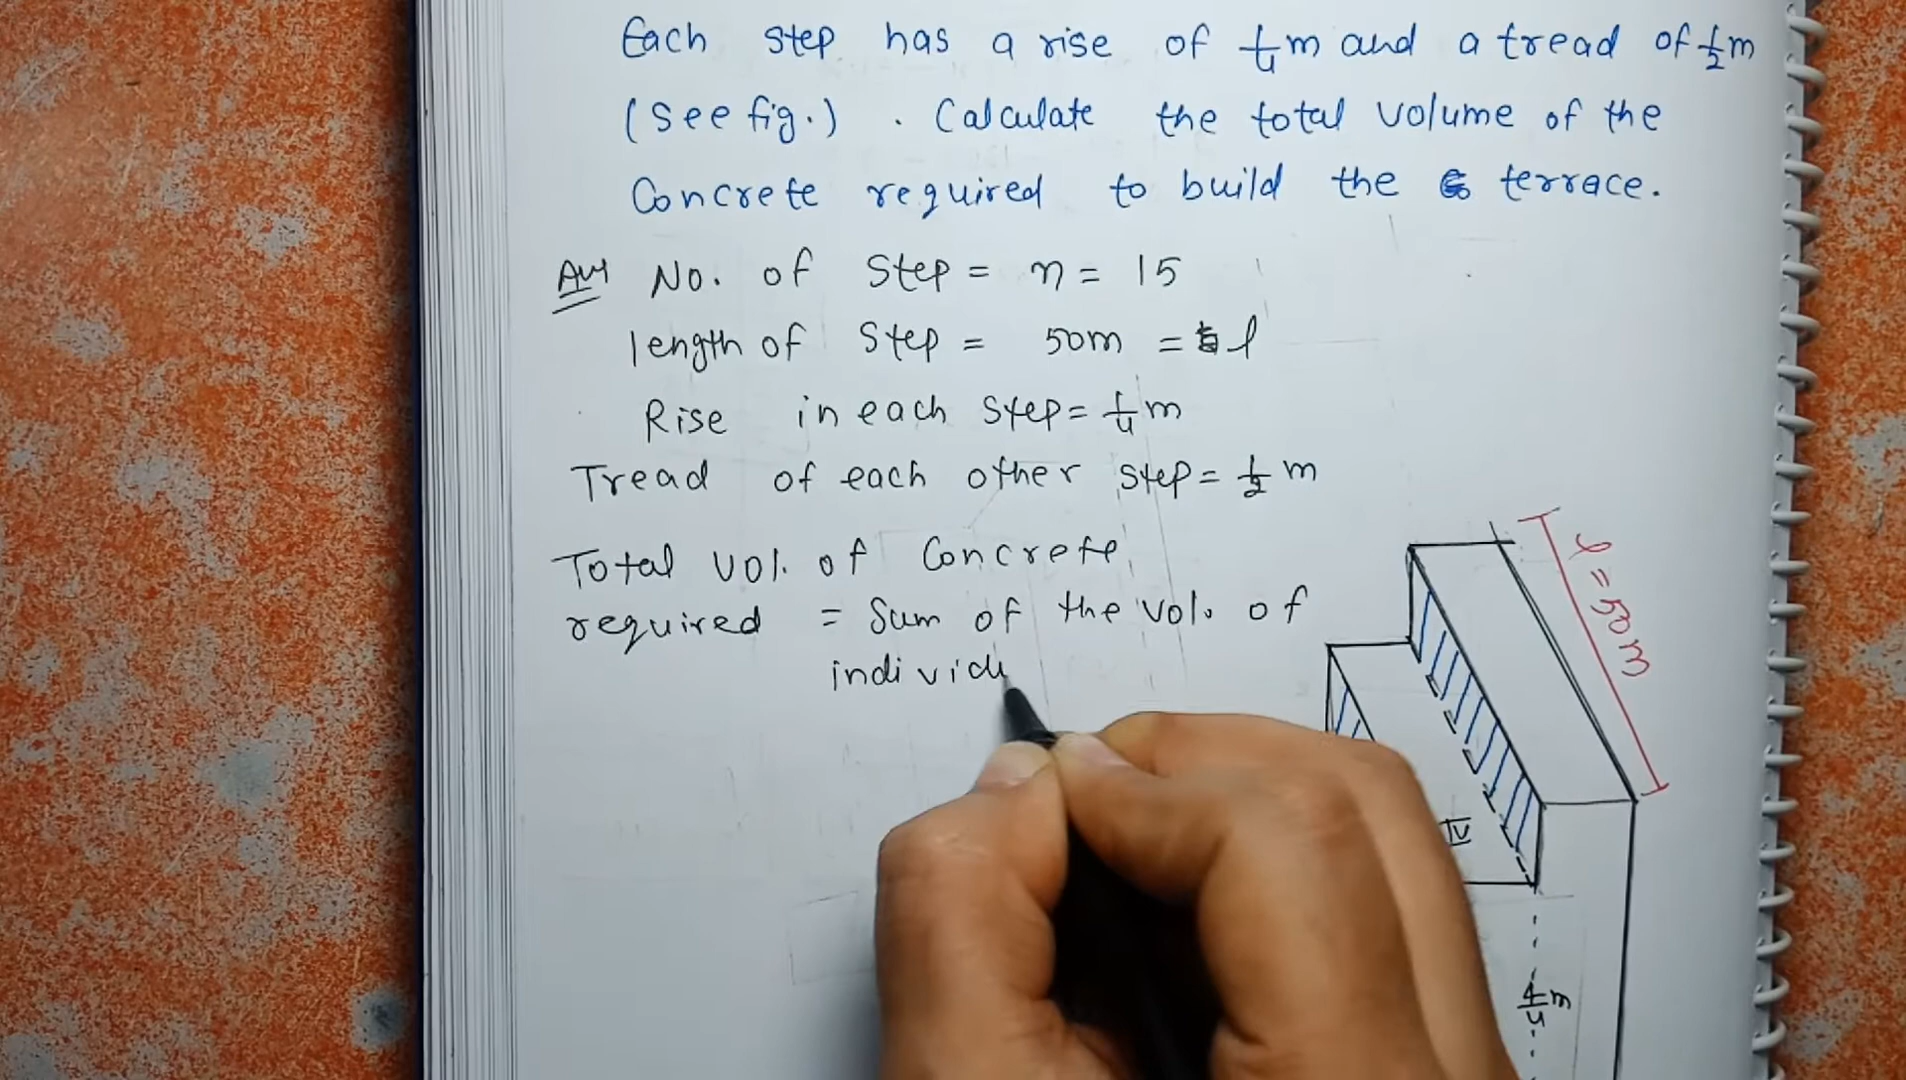 Each step has a rise of 1/4 m and a tread of 1/2 m
(see fig.). Calculate the total volume of the
Concrete required to build the terrace.
Ans No. of step = n = 15
length of step = 50m = l
Rise in each step = 1/4 m
Tread of each other step = 1/2 m
Total vol. of Concrete
required = Sum of the vol. of
individu
l = 50m
IV
4/4 m